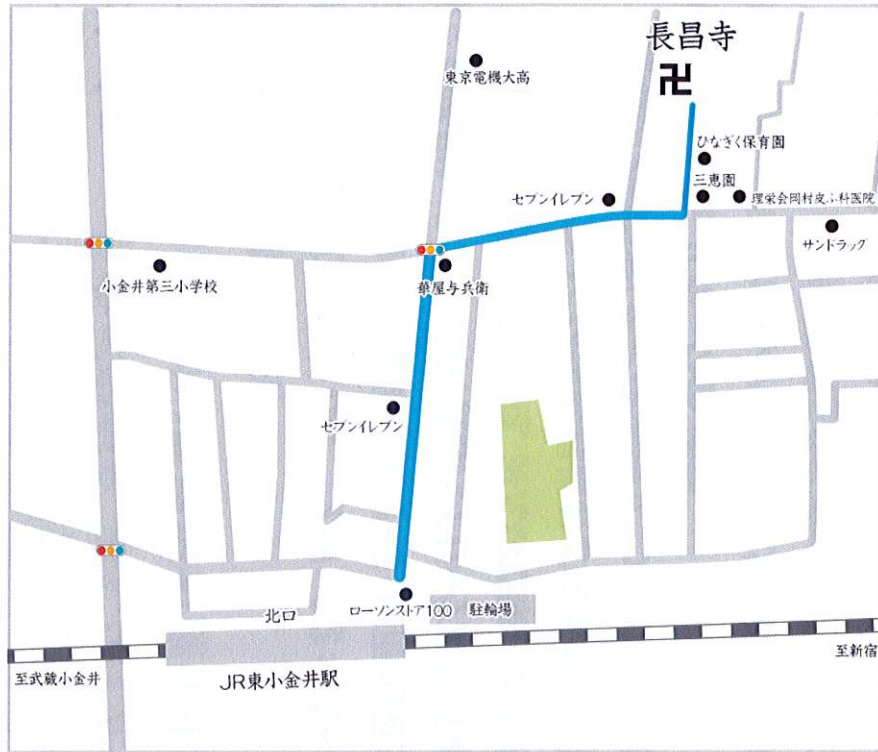 長昌寺
卍
東京電機大高
ひなぎく保育園
三恵園
セブンイレブン
理栄会岡村皮ふ科医院
サンドラッグ
小金井第三小学校
華屋与兵衛
セブンイレブン
ローソンストア100
駐輪場
北口
至新宿
至武蔵小金井
JR東小金井駅